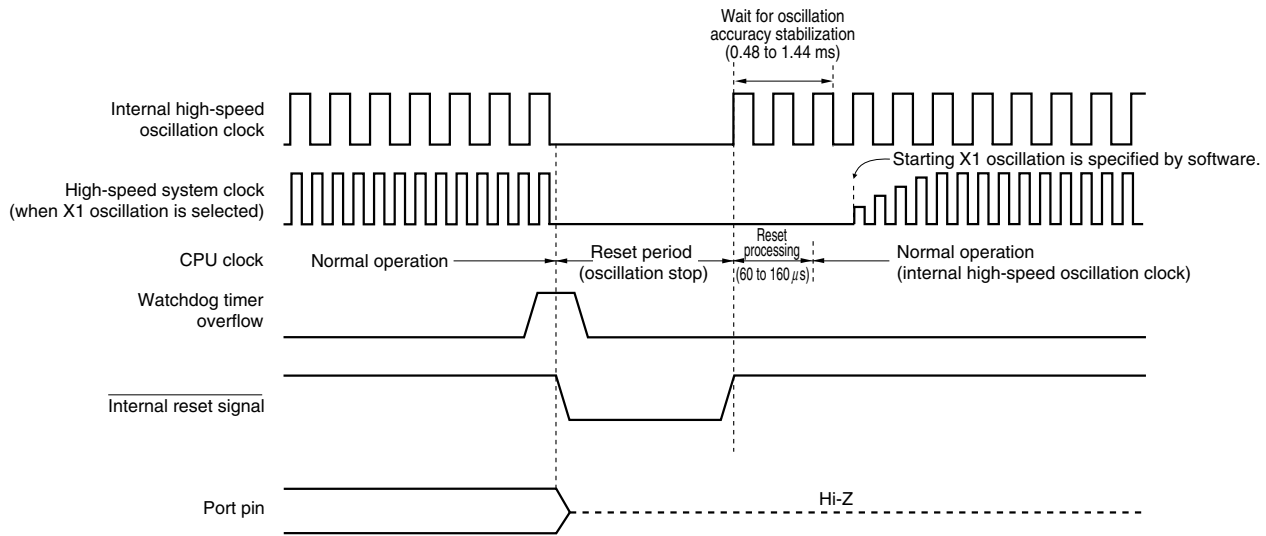 Wait for oscillation
accuracy stabilization
(0.48 to 1.44 ms)
Internal high-speed
oscillation clock
Starting X1 oscillation is specified by software.
High-speed system clock
(when X1 oscillation is selected)
CPU clock
Normal operation
Reset period
(oscillation stop)
Reset
processing
(60 to 160 μs)
Normal operation
(internal high-speed oscillation clock)
Watchdog timer
overflow
Internal reset signal
Port pin
Hi-Z